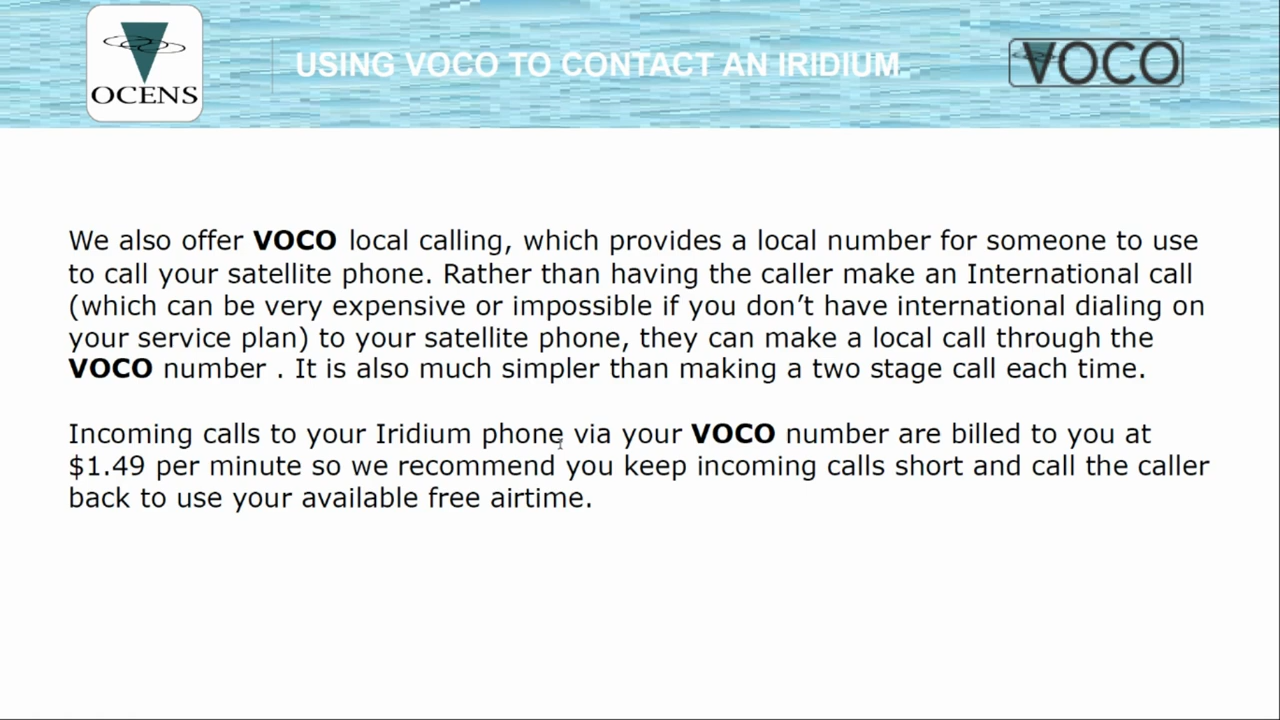 OCENS
USING VOCO TO CONTACT AN IRIDIUM
VOCO
We also offer VOCO local calling, which provides a local number for someone to use
to call your satellite phone. Rather than having the caller make an International call
(which can be very expensive or impossible if you don’t have international dialing on
your service plan) to your satellite phone, they can make a local call through the
VOCO number . It is also much simpler than making a two stage call each time.
Incoming calls to your Iridium phone via your VOCO number are billed to you at
$1.49 per minute so we recommend you keep incoming calls short and call the caller
back to use your available free airtime.